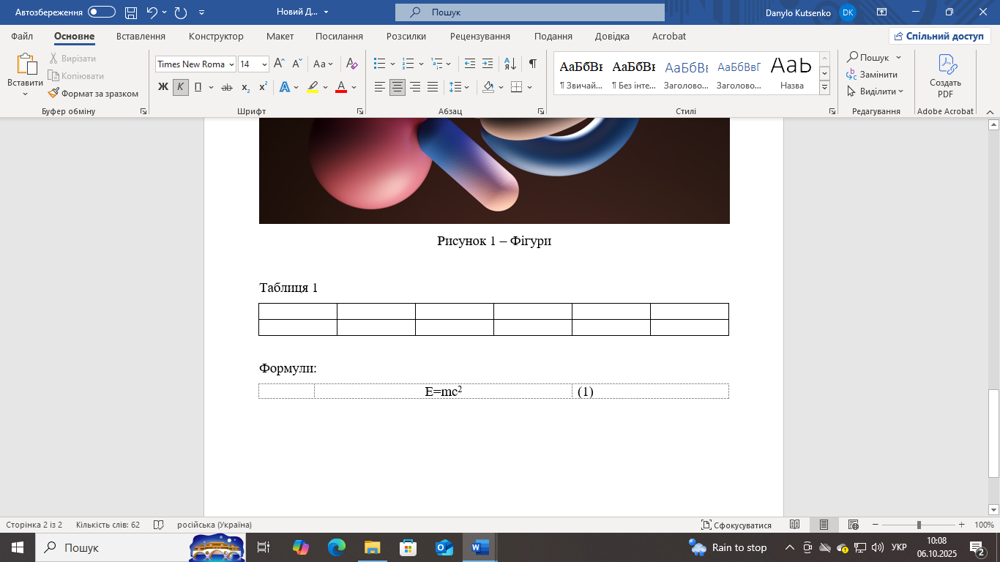 Автозбереження
Новий Д...
Пошук
Danylo Kutsenko
DK
Файл Основне Вставлення Конструктор Макет Посилання Розсилки Рецензування Подання Довідка Acrobat
Спільний доступ
Вставити
Вирізати
Копіювати
Формат за зразком
Буфер обміну
Times New Roma
14
Aa
Ж К П ab x₂ x²
Шрифт
Абзац
АаБбВв АаБбВв АаБбВв АаБбВвГ АаБ
¶ Звичай... ¶ Без інте... Заголово... Заголово... Назва
Стилі
Пошук
Замінити
Виділити
Редагування
Создать
PDF
Adobe Acrobat
Рисунок 1 – Фігури
Таблиця 1
Формули:
E=mc² (1)
Сторінка 2 із 2
Кількість слів: 62
російська (Україна)
Сфокусуватися
100%
Пошук
Rain to stop
УКР
10:08
06.10.2025
2